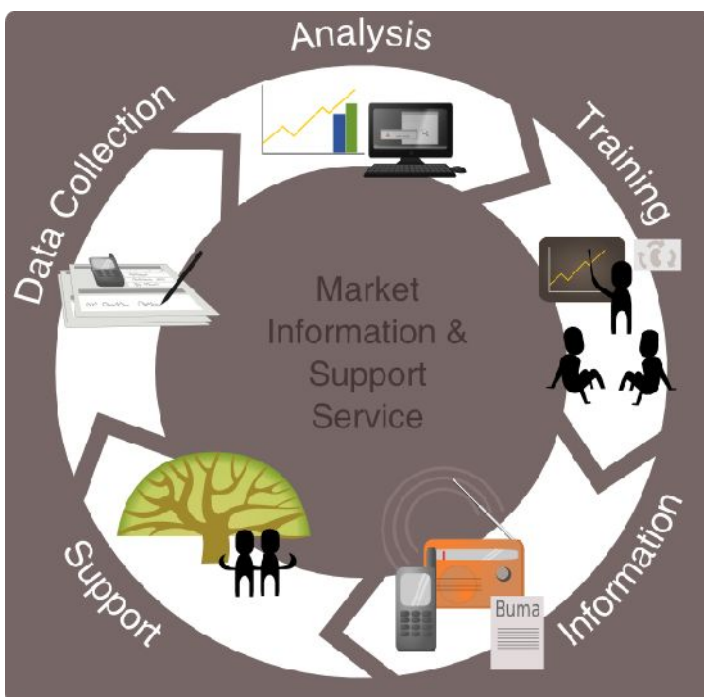 Analysis
Training
Information
Support
Data Collection
Market
Information &
Support
Service
Buma